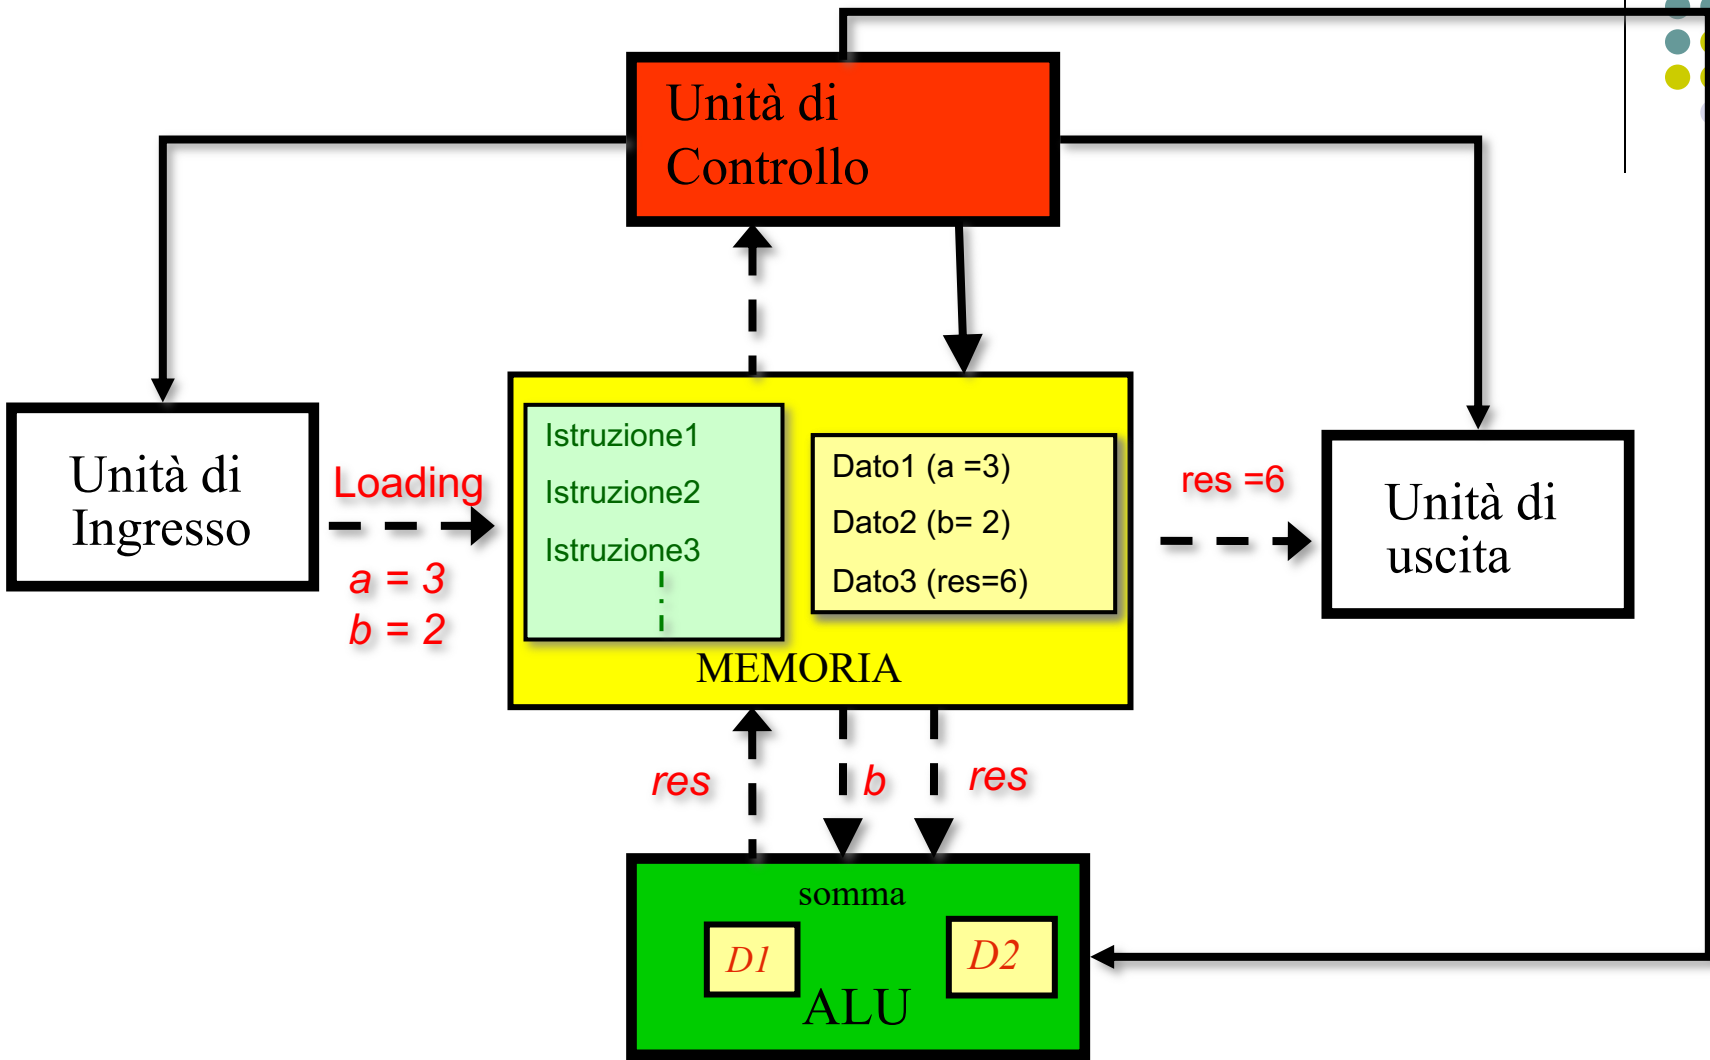 Unità di
Controllo
Unità di
Ingresso
Loading
a = 3
b = 2
Istruzione1
Istruzione2
Istruzione3
Dato1 (a =3)
Dato2 (b= 2)
Dato3 (res=6)
MEMORIA
res =6
Unità di
uscita
res
b
res
somma
D1
D2
ALU